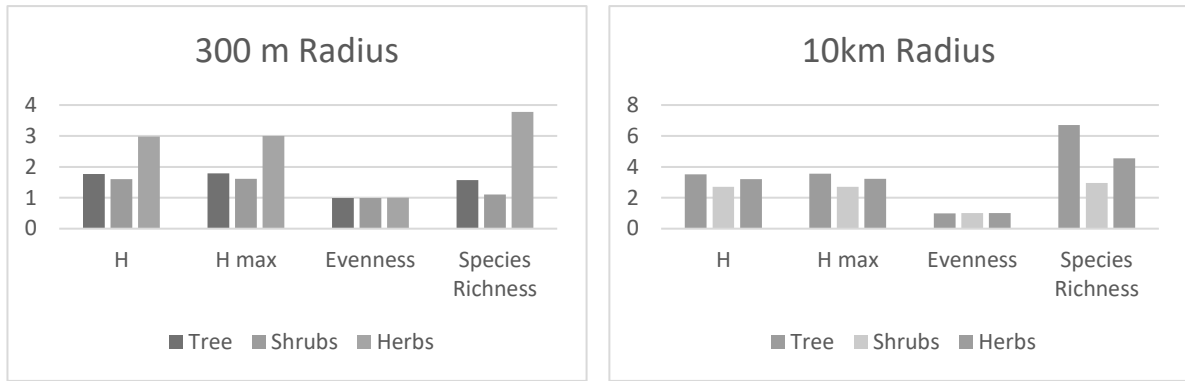 300 m Radius
4
3
2
1
0
H
H max
Evenness
Species
Richness
Tree
Shrubs
Herbs
10km Radius
8
6
4
2
0
H
H max
Evenness
Species
Richness
Tree
Shrubs
Herbs